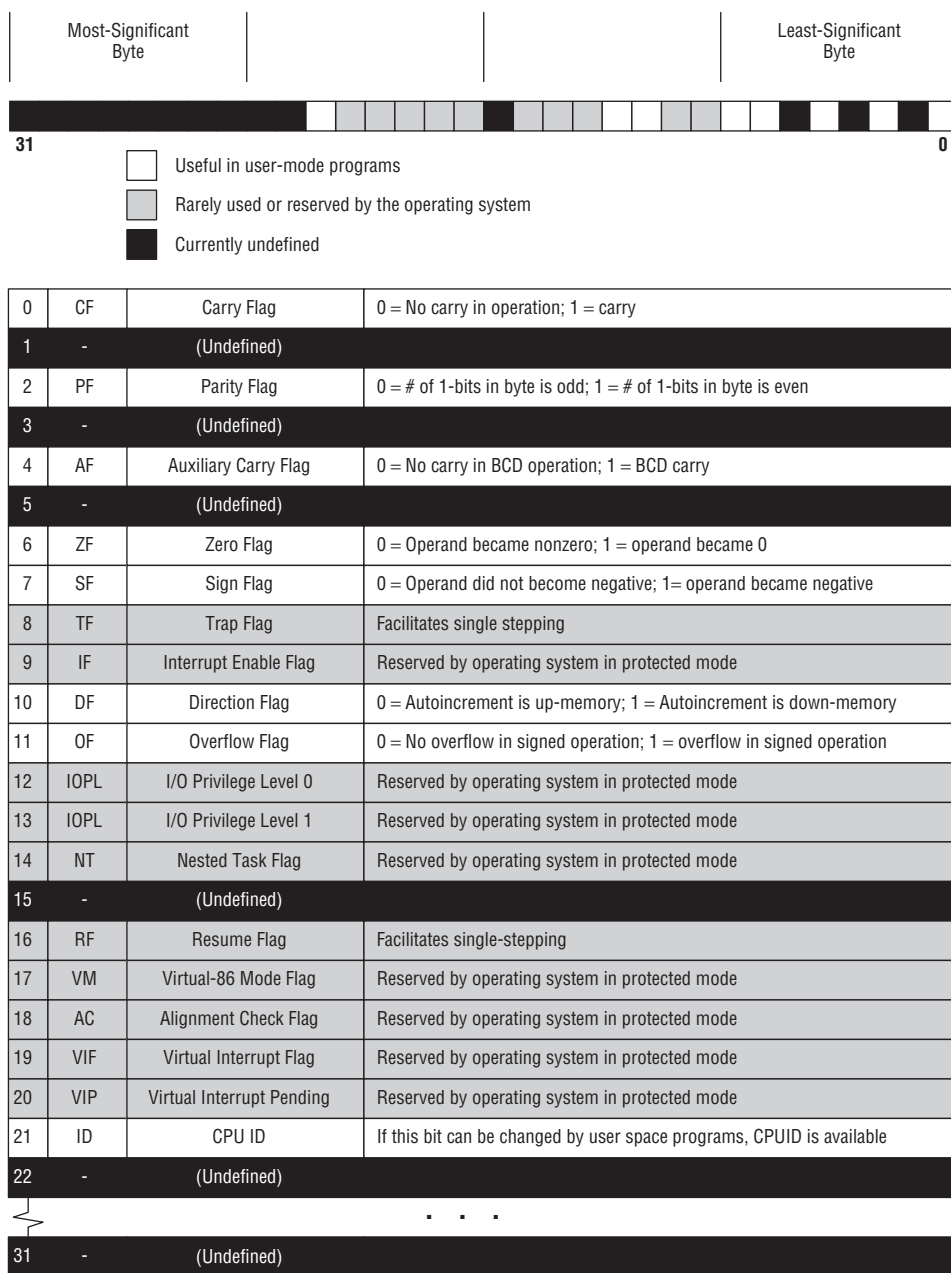 Most-Significant Byte
Least-Significant Byte
31 0
Useful in user-mode programs
Rarely used or reserved by the operating system
Currently undefined
0 CF Carry Flag 0 = No carry in operation; 1 = carry
1 - (Undefined)
2 PF Parity Flag 0 = # of 1-bits in byte is odd; 1 = # of 1-bits in byte is even
3 - (Undefined)
4 AF Auxiliary Carry Flag 0 = No carry in BCD operation; 1 = BCD carry
5 - (Undefined)
6 ZF Zero Flag 0 = Operand became nonzero; 1 = operand became 0
7 SF Sign Flag 0 = Operand did not become negative; 1= operand became negative
8 TF Trap Flag Facilitates single stepping
9 IF Interrupt Enable Flag Reserved by operating system in protected mode
10 DF Direction Flag 0 = Autoincrement is up-memory; 1 = Autoincrement is down-memory
11 OF Overflow Flag 0 = No overflow in signed operation; 1 = overflow in signed operation
12 IOPL I/O Privilege Level 0 Reserved by operating system in protected mode
13 IOPL I/O Privilege Level 1 Reserved by operating system in protected mode
14 NT Nested Task Flag Reserved by operating system in protected mode
15 - (Undefined)
16 RF Resume Flag Facilitates single-stepping
17 VM Virtual-86 Mode Flag Reserved by operating system in protected mode
18 AC Alignment Check Flag Reserved by operating system in protected mode
19 VIF Virtual Interrupt Flag Reserved by operating system in protected mode
20 VIP Virtual Interrupt Pending Reserved by operating system in protected mode
21 ID CPU ID If this bit can be changed by user space programs, CPUID is available
22 - (Undefined)
. . .
31 - (Undefined)